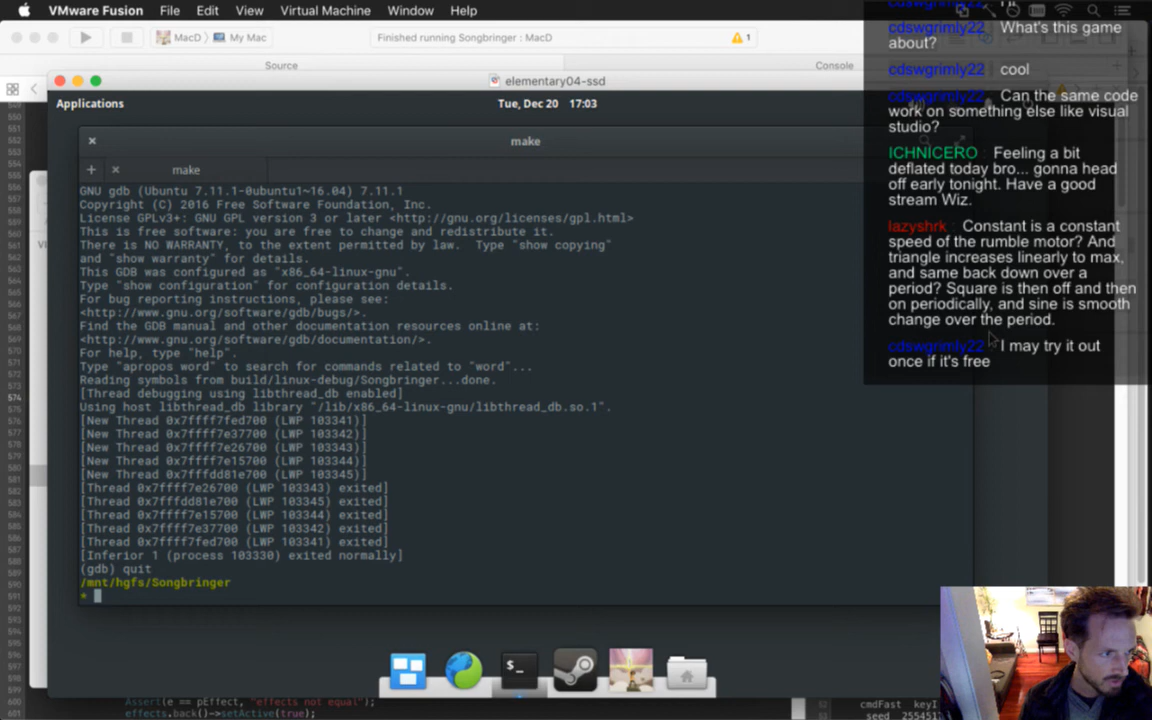 VMware Fusion File Edit View Virtual Machine Window Help
MacD My Mac
Finished running Songbringer : MacD
1
Source
Console
elementary04-ssd
Applications
Tue, Dec 20 17:03
make
make
GNU gdb (Ubuntu 7.11.1-0ubuntu1~16.04) 7.11.1
Copyright (C) 2016 Free Software Foundation, Inc.
License GPLv3+: GNU GPL version 3 or later <http://gnu.org/licenses/gpl.html>
This is free software: you are free to change and redistribute it.
There is NO WARRANTY, to the extent permitted by law. Type "show copying"
and "show warranty" for details.
This GDB was configured as "x86_64-linux-gnu".
Type "show configuration" for configuration details.
For bug reporting instructions, please see:
<http://www.gnu.org/software/gdb/bugs/>.
Find the GDB manual and other documentation resources online at:
<http://www.gnu.org/software/gdb/documentation/>.
For help, type "help".
Type "apropos word" to search for commands related to "word"...
Reading symbols from build/linux-debug/Songbringer...done.
[Thread debugging using libthread_db enabled]
Using host libthread_db library "/lib/x86_64-linux-gnu/libthread_db.so.1".
[New Thread 0x7ffff7fed700 (LWP 103341)]
[New Thread 0x7ffff7e37700 (LWP 103342)]
[New Thread 0x7ffff7e26700 (LWP 103343)]
[New Thread 0x7ffff7e15700 (LWP 103344)]
[New Thread 0x7fffdd81e700 (LWP 103345)]
[Thread 0x7ffff7e26700 (LWP 103343) exited]
[Thread 0x7fffdd81e700 (LWP 103345) exited]
[Thread 0x7ffff7e15700 (LWP 103344) exited]
[Thread 0x7ffff7e37700 (LWP 103342) exited]
[Thread 0x7ffff7fed700 (LWP 103341) exited]
[Inferior 1 (process 103330) exited normally]
(gdb) quit
/mnt/hgfs/Songbringer
*
cdswgrimly22 : What's this game
about?
cdswgrimly22 : cool
cdswgrimly22 : Can the same code
work on something else like visual
studio?
ICHNICERO : Feeling a bit
deflated today bro... gonna head
off early tonight. Have a good
stream Wiz.
lazyshrk : Constant is a constant
speed of the rumble motor? And
triangle increases linearly to max,
and same back down over a
period? Square is then off and then
on periodically, and sine is smooth
change over the period.
cdswgrimly22 : I may try it out
once if it's free
Assert(e == pEffect, "effects not equal");
effects.back()->setActive(true);